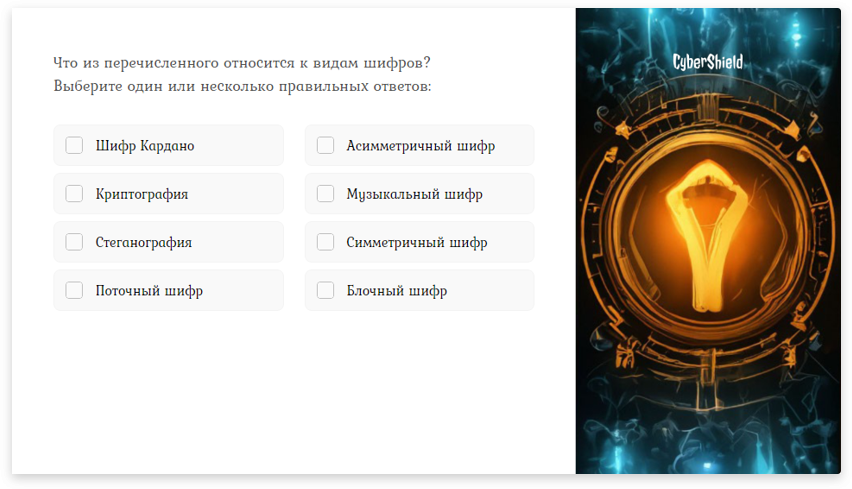 Что из перечисленного относится к видам шифров?
Выберите один или несколько правильных ответов:
Шифр Кардано
Асимметричный шифр
Криптография
Музыкальный шифр
Стеганография
Симметричный шифр
Поточный шифр
Блочный шифр
CyberShield